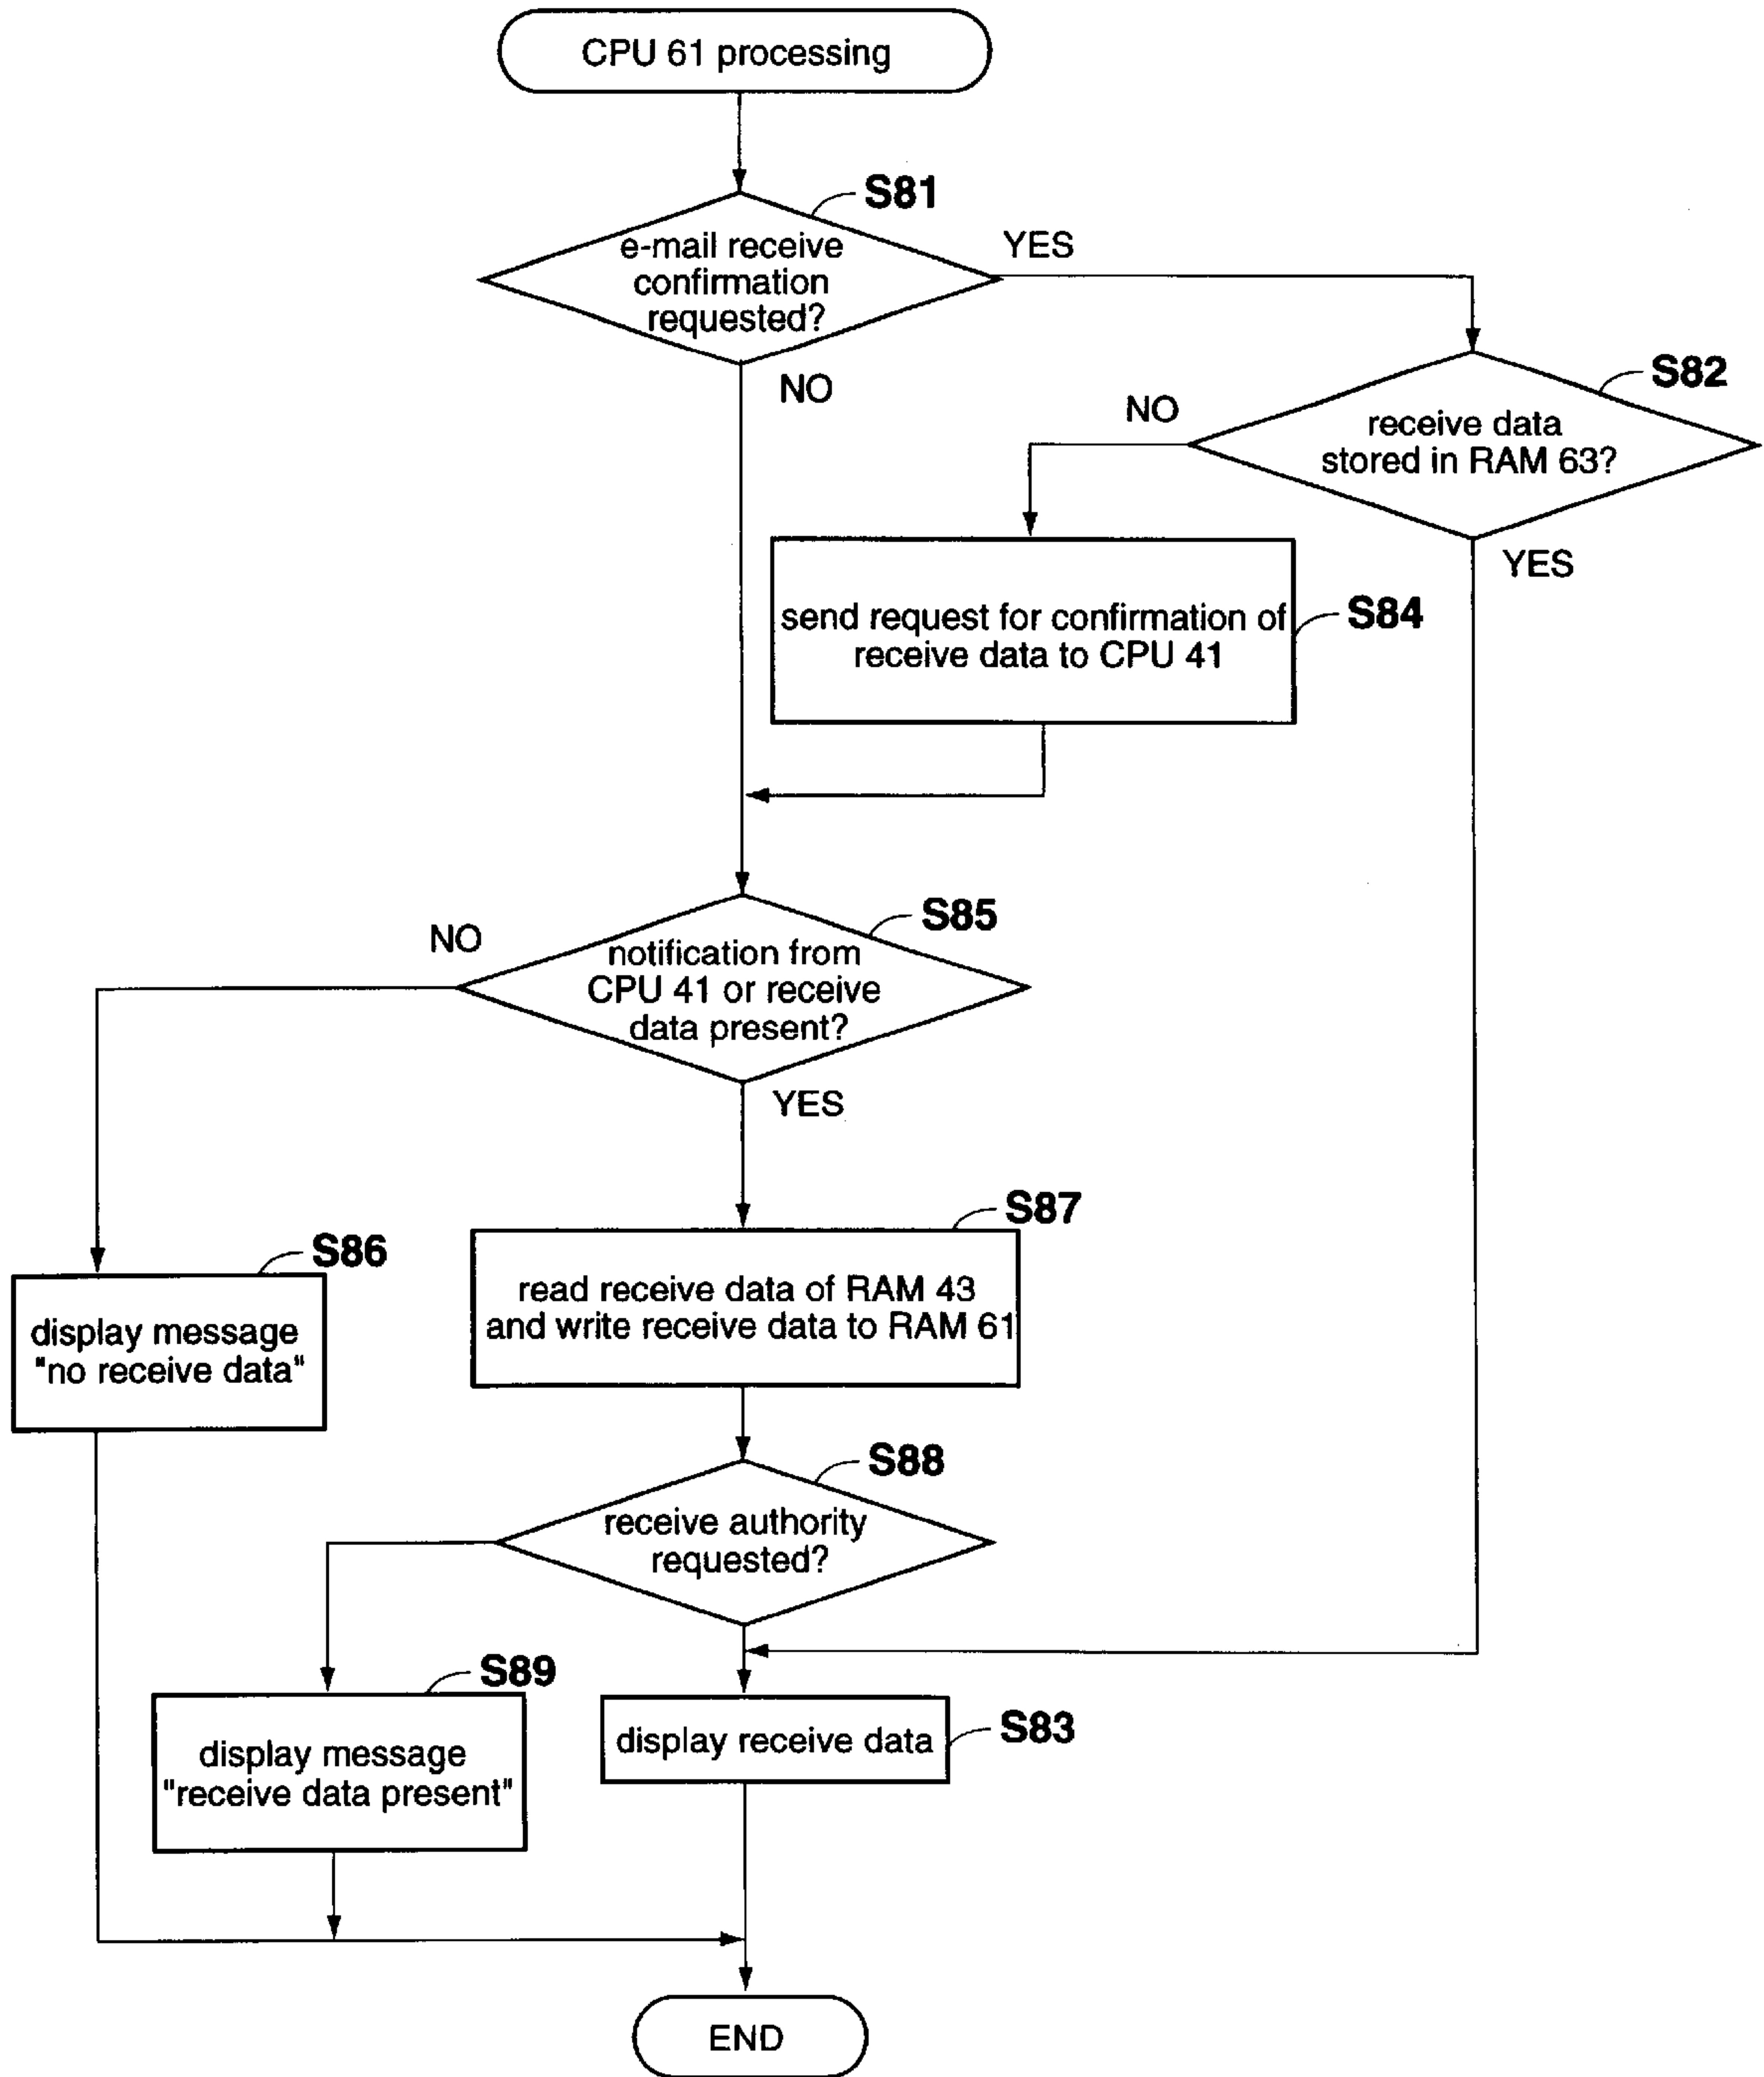 CPU 61 processing
S81
e-mail receive
confirmation
requested?
YES
NO
S82
receive data
stored in RAM 63?
NO
YES
send request for confirmation of
receive data to CPU 41
S84
S85
notification from
CPU 41 or receive
data present?
NO
YES
S87
read receive data of RAM 43
and write receive data to RAM 61
S86
display message
"no receive data"
S88
receive authority
requested?
S89
display message
"receive data present"
display receive data
S83
END